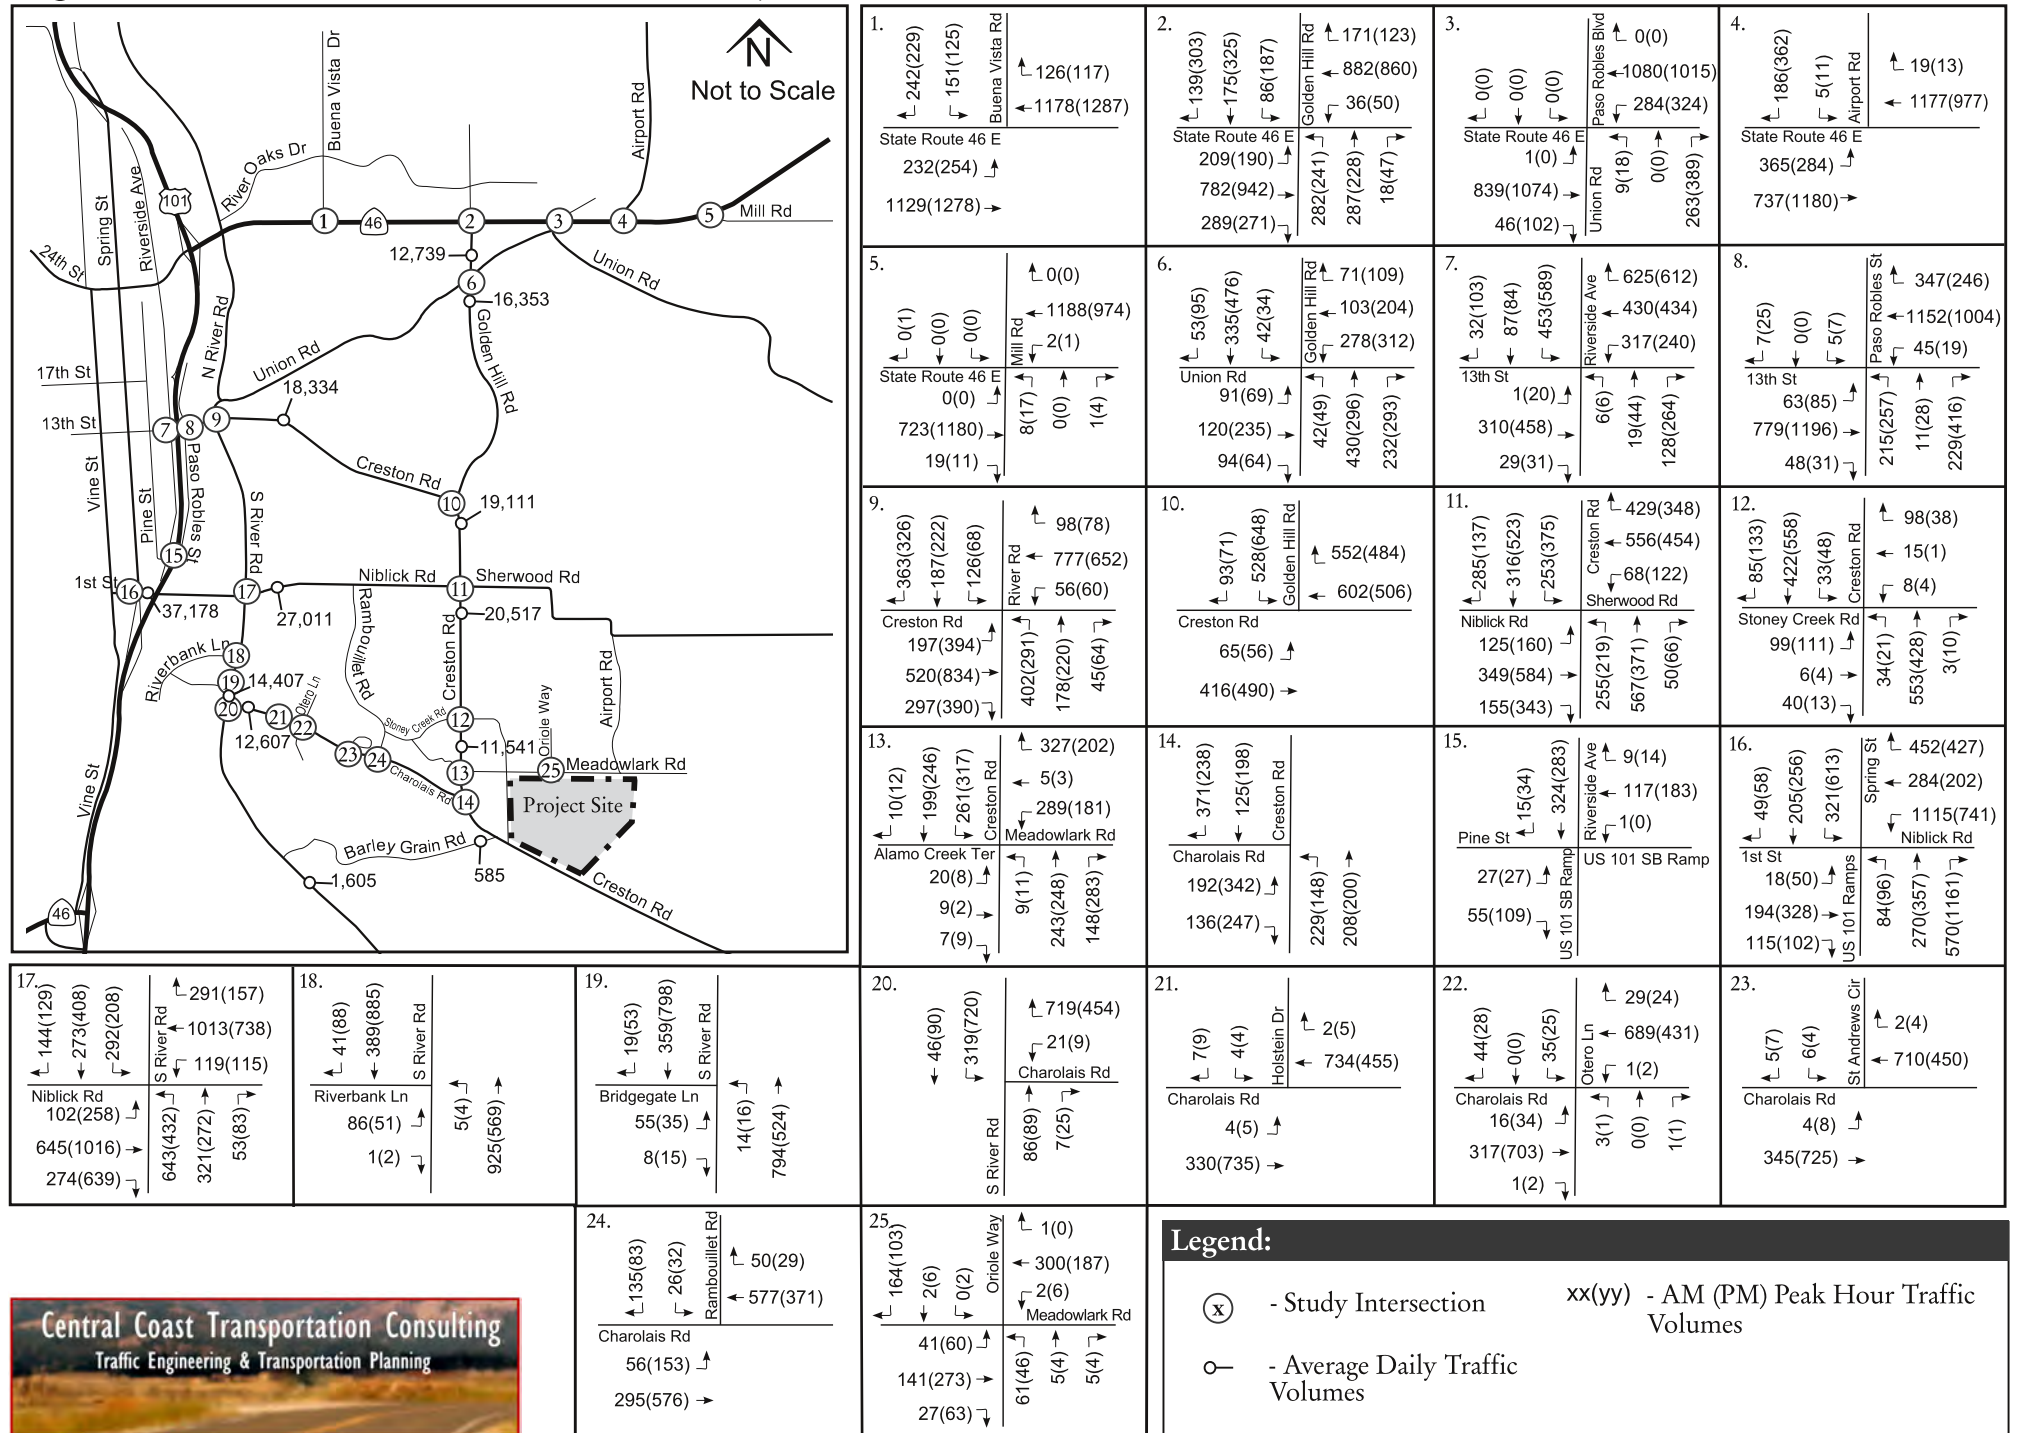 N
Not to Scale
Buena Vista Dr
Airport Rd
River Oaks Dr
Spring St
Riverside Ave
101
24th St
1
46
2
3
4
5
Mill Rd
12,739
6
16,353
Union Rd
N River Rd
Union Rd
Golden Hill Rd
17th St
18,334
13th St
7
8
9
Creston Rd
Vine St
Pine St
Paso Robles St
S River Rd
10
19,111
15
1st St
16
17
Niblick Rd
11
Sherwood Rd
37,178
27,011
20,517
Rambouillet Rd
Creston Rd
Airport Rd
Riverbank Ln
18
19
14,407
20
12,607
21
22
Otero Ln
Stoney Creek Rd
12
11,541
Oriole Way
23
24
Charolais Rd
13
25
Meadowlark Rd
14
Project Site
Vine St
Barley Grain Rd
585
1,605
Creston Rd
46
1.
242(229)
151(125)
Buena Vista Rd
126(117)
1178(1287)
State Route 46 E
232(254)
1129(1278)
2.
139(303)
175(325)
86(187)
Golden Hill Rd
171(123)
882(860)
36(50)
State Route 46 E
209(190)
782(942)
289(271)
282(241)
287(228)
18(47)
3.
0(0)
0(0)
0(0)
Paso Robles Blvd
0(0)
1080(1015)
284(324)
State Route 46 E
1(0)
839(1074)
46(102)
Union Rd
9(18)
0(0)
263(389)
4.
186(362)
5(11)
Airport Rd
19(13)
1177(977)
State Route 46 E
365(284)
737(1180)
5.
0(1)
0(0)
0(0)
Mill Rd
0(0)
1188(974)
2(1)
State Route 46 E
0(0)
723(1180)
19(11)
8(17)
0(0)
1(4)
6.
53(95)
335(476)
42(34)
Golden Hill Rd
71(109)
103(204)
278(312)
Union Rd
91(69)
120(235)
94(64)
42(49)
430(296)
232(293)
7.
32(103)
87(84)
453(589)
Riverside Ave
625(612)
430(434)
317(240)
13th St
1(20)
310(458)
29(31)
6(6)
19(44)
128(264)
8.
7(25)
0(0)
5(7)
Paso Robles St
347(246)
1152(1004)
45(19)
13th St
63(85)
779(1196)
48(31)
215(257)
11(28)
229(416)
9.
363(326)
187(222)
126(68)
River Rd
98(78)
777(652)
56(60)
Creston Rd
197(394)
520(834)
297(390)
402(291)
178(220)
45(64)
10.
93(71)
528(648)
Golden Hill Rd
552(484)
602(506)
Creston Rd
65(56)
416(490)
11.
285(137)
316(523)
253(375)
Creston Rd
429(348)
556(454)
68(122)
Sherwood Rd
Niblick Rd
125(160)
349(584)
155(343)
255(219)
567(371)
50(66)
12.
85(133)
422(558)
33(48)
Creston Rd
98(38)
15(1)
8(4)
Stoney Creek Rd
99(111)
6(4)
40(13)
34(21)
553(428)
3(10)
13.
10(12)
199(246)
261(317)
Creston Rd
327(202)
5(3)
289(181)
Meadowlark Rd
Alamo Creek Ter
20(8)
9(2)
7(9)
9(11)
243(248)
148(283)
14.
371(238)
125(198)
Creston Rd
Charolais Rd
192(342)
136(247)
229(148)
208(200)
15.
15(34)
324(283)
Riverside Ave
9(14)
117(183)
1(0)
Pine St
US 101 SB Ramp
27(27)
55(109)
US 101 SB Ramp
16.
49(58)
205(256)
321(613)
Spring St
452(427)
284(202)
1115(741)
Niblick Rd
1st St
18(50)
194(328)
115(102)
US 101 Ramps
84(96)
270(357)
570(1161)
17.
144(129)
273(408)
292(208)
S River Rd
291(157)
1013(738)
119(115)
Niblick Rd
102(258)
645(1016)
274(639)
643(432)
321(272)
53(83)
18.
41(88)
389(885)
S River Rd
Riverbank Ln
86(51)
1(2)
5(4)
925(569)
19.
19(53)
359(798)
S River Rd
Bridgegate Ln
55(35)
8(15)
14(16)
794(524)
20.
46(90)
319(720)
719(454)
21(9)
Charolais Rd
S River Rd
86(89)
7(25)
21.
7(9)
4(4)
Holstein Dr
2(5)
734(455)
Charolais Rd
4(5)
330(735)
22.
44(28)
0(0)
35(25)
Otero Ln
29(24)
689(431)
1(2)
Charolais Rd
16(34)
317(703)
1(2)
3(1)
0(0)
1(1)
23.
5(7)
6(4)
St Andrews Cir
2(4)
710(450)
Charolais Rd
4(8)
345(725)
24.
135(83)
26(32)
Rambouillet Rd
50(29)
577(371)
Charolais Rd
56(153)
295(576)
25.
164(103)
2(6)
0(2)
Oriole Way
1(0)
300(187)
2(6)
Meadowlark Rd
41(60)
141(273)
27(63)
61(46)
5(4)
5(4)
Central Coast Transportation Consulting
Traffic Engineering & Transportation Planning
Legend:
x - Study Intersection
- Average Daily Traffic
Volumes
xx(yy) - AM (PM) Peak Hour Traffic
Volumes